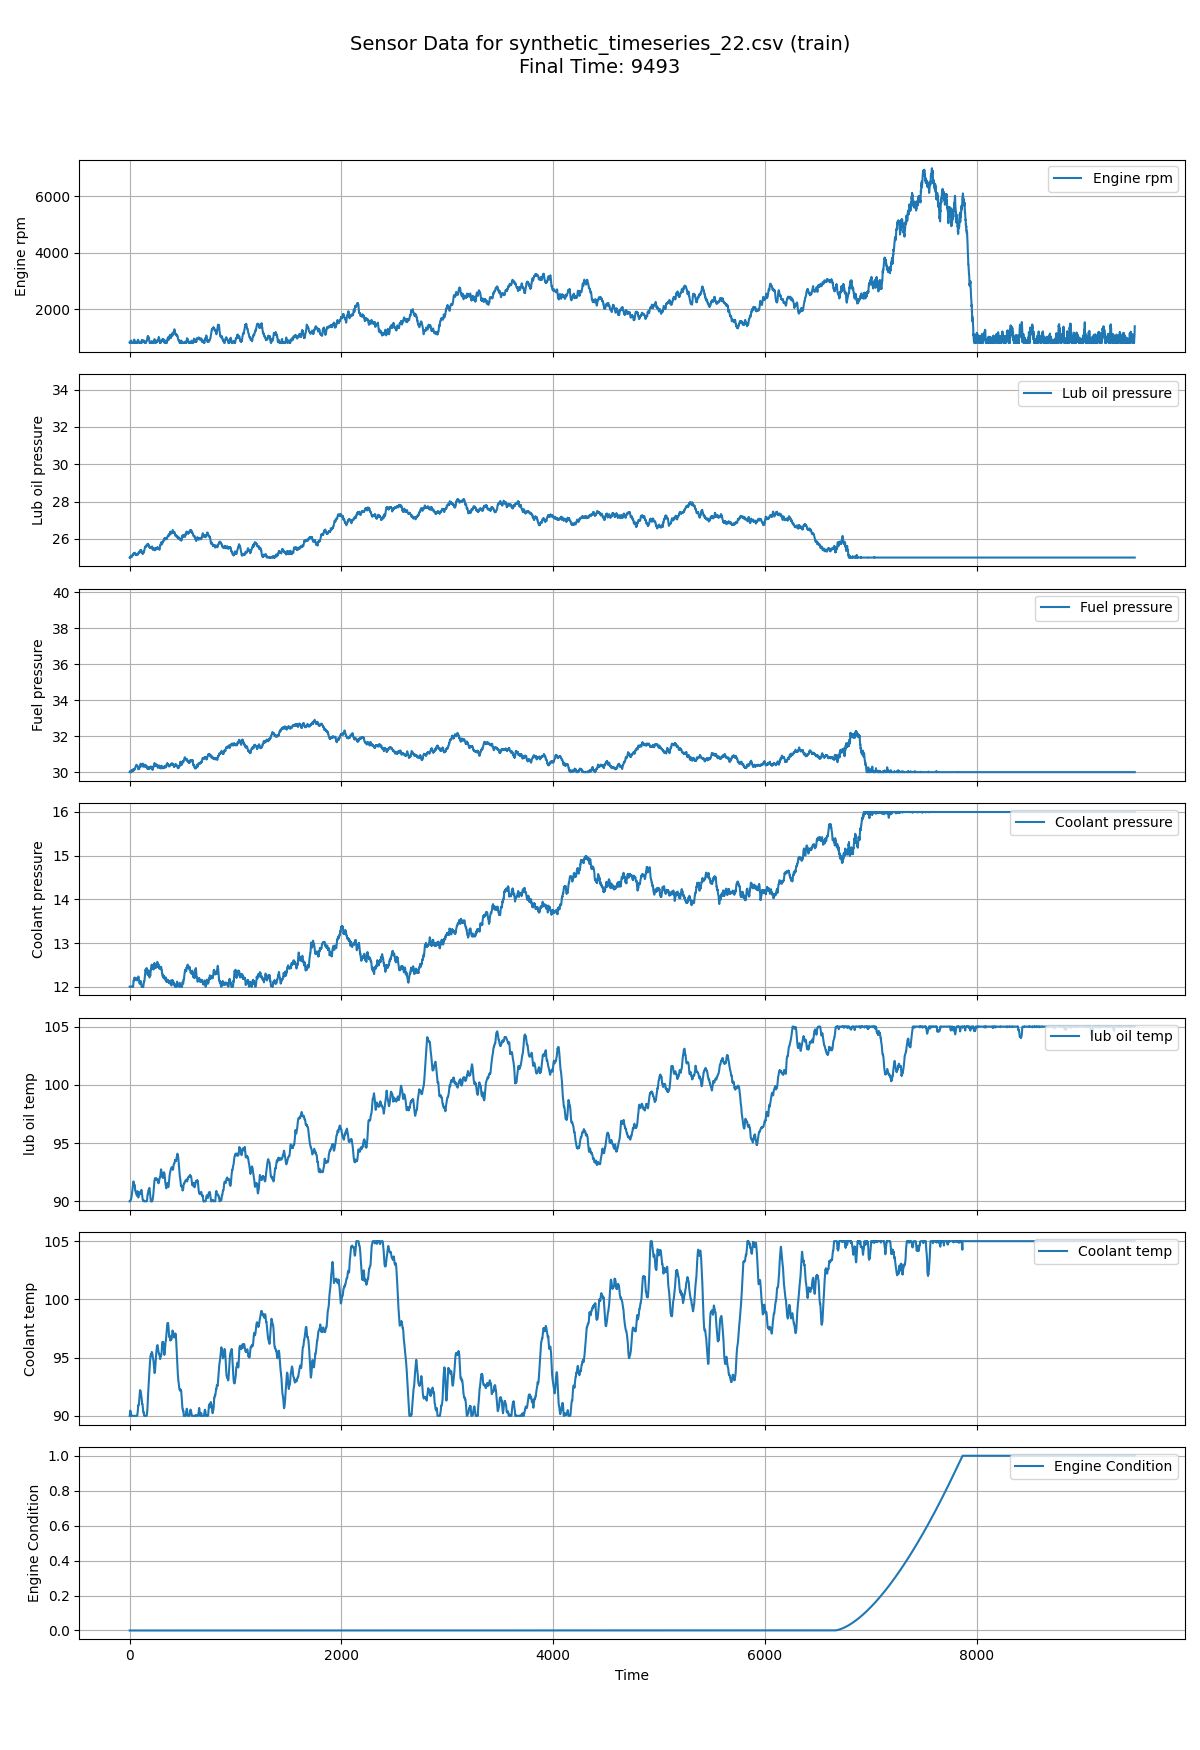 Sensor Data for synthetic_timeseries_22.csv (train)
Final Time: 9493
Engine rpm
6000
4000
2000
Engine rpm
Lub oil pressure
34
32
30
28
26
Lub oil pressure
Fuel pressure
40
38
36
34
32
30
Fuel pressure
Coolant pressure
16
15
14
13
12
Coolant pressure
lub oil temp
105
100
95
90
lub oil temp
Coolant temp
105
100
95
90
Coolant temp
Engine Condition
1.0
0.8
0.6
0.4
0.2
0.0
Engine Condition
0 2000 4000 6000 8000
Time